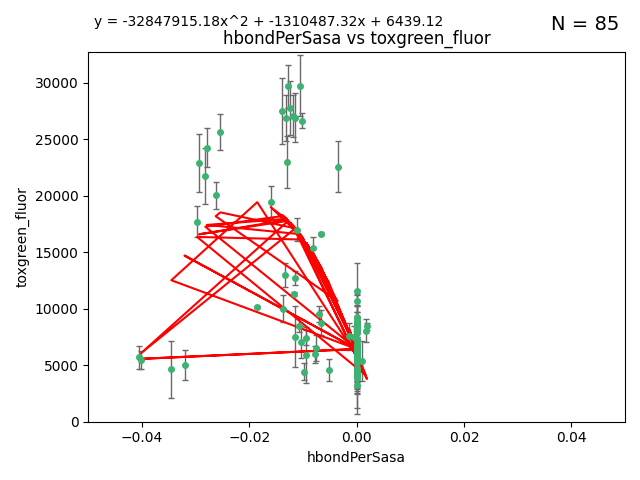 y = -32847915.18x^2 + -1310487.32x + 6439.12
N = 85
hbondPerSasa vs toxgreen_fluor
30000
25000
20000
15000
10000
5000
0
toxgreen_fluor
−0.04
−0.02
0.00
0.02
0.04
hbondPerSasa